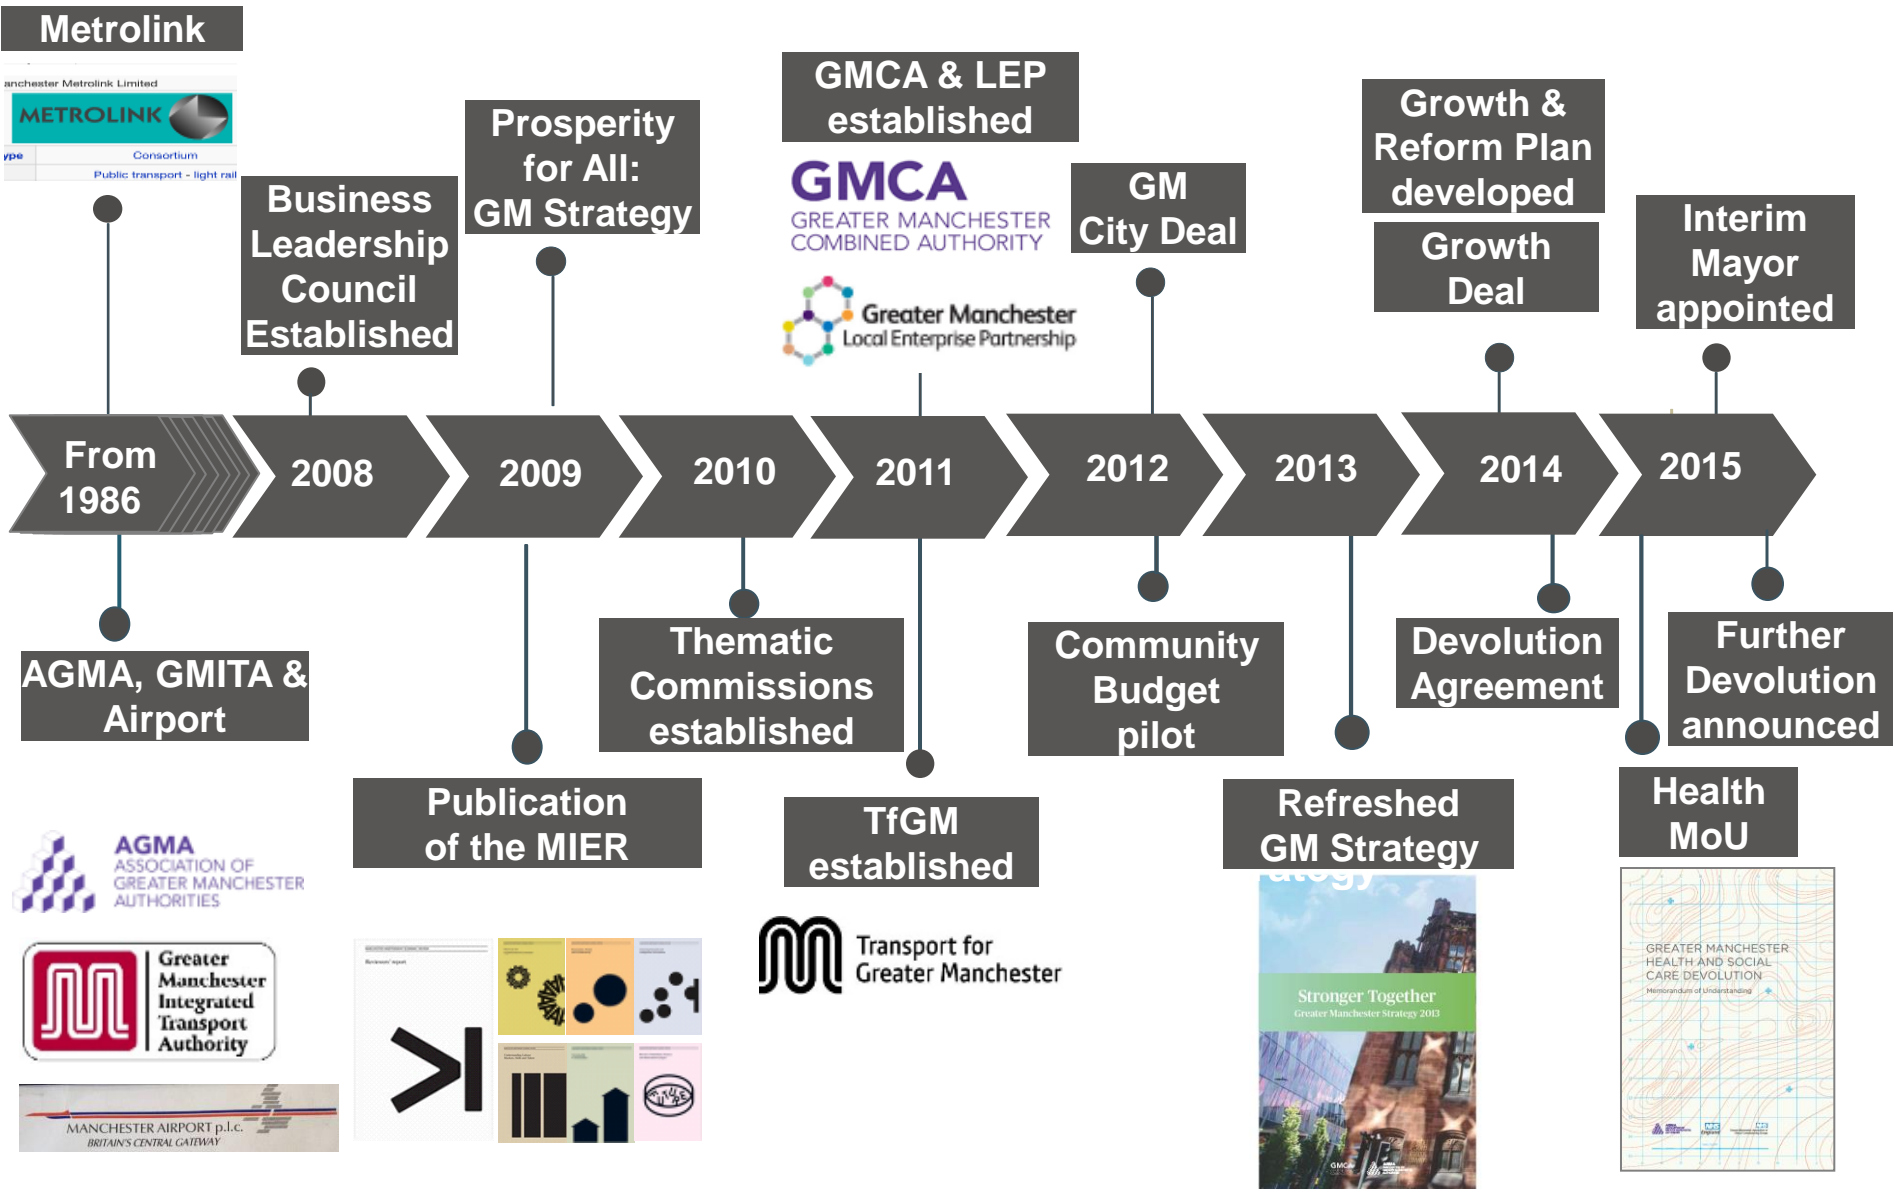 Metrolink
anchester Metrolink Limited
METROLINK
ype
Consortium
Public transport - light rail
Business
Leadership
Council
Established
Prosperity
for All:
GM Strategy
GMCA & LEP
established
GMCA
GREATER MANCHESTER
COMBINED AUTHORITY
Greater Manchester
Local Enterprise Partnership
GM
City Deal
Growth &
Reform Plan
developed
Growth
Deal
Interim
Mayor
appointed
From
1986
2008
2009
2010
2011
2012
2013
2014
2015
AGMA, GMITA &
Airport
AGMA
ASSOCIATION OF
GREATER MANCHESTER
AUTHORITIES
Greater
Manchester
Integrated
Transport
Authority
MANCHESTER AIRPORT p.l.c.
BRITAIN'S CENTRAL GATEWAY
Publication
of the MIER
Reviewers' report
FUTURE
Thematic
Commissions
established
TfGM
established
Transport for
Greater Manchester
Community
Budget
pilot
Refreshed
GM Strategy
ategy
Stronger Together
Greater Manchester Strategy 2013
GMCA
Devolution
Agreement
Further
Devolution
announced
Health
MoU
GREATER MANCHESTER
HEALTH AND SOCIAL
CARE DEVOLUTION
Memorandum of Understanding